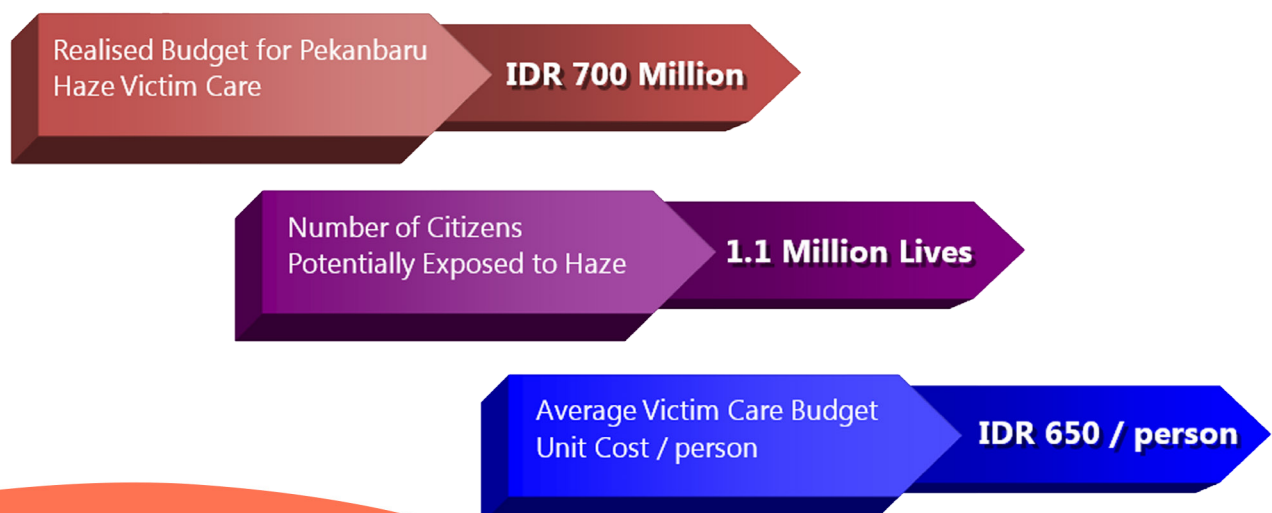 Realised Budget for Pekanbaru
Haze Victim Care
IDR 700 Million
Number of Citizens
Potentially Exposed to Haze
1.1 Million Lives
Average Victim Care Budget
Unit Cost / person
IDR 650 / person